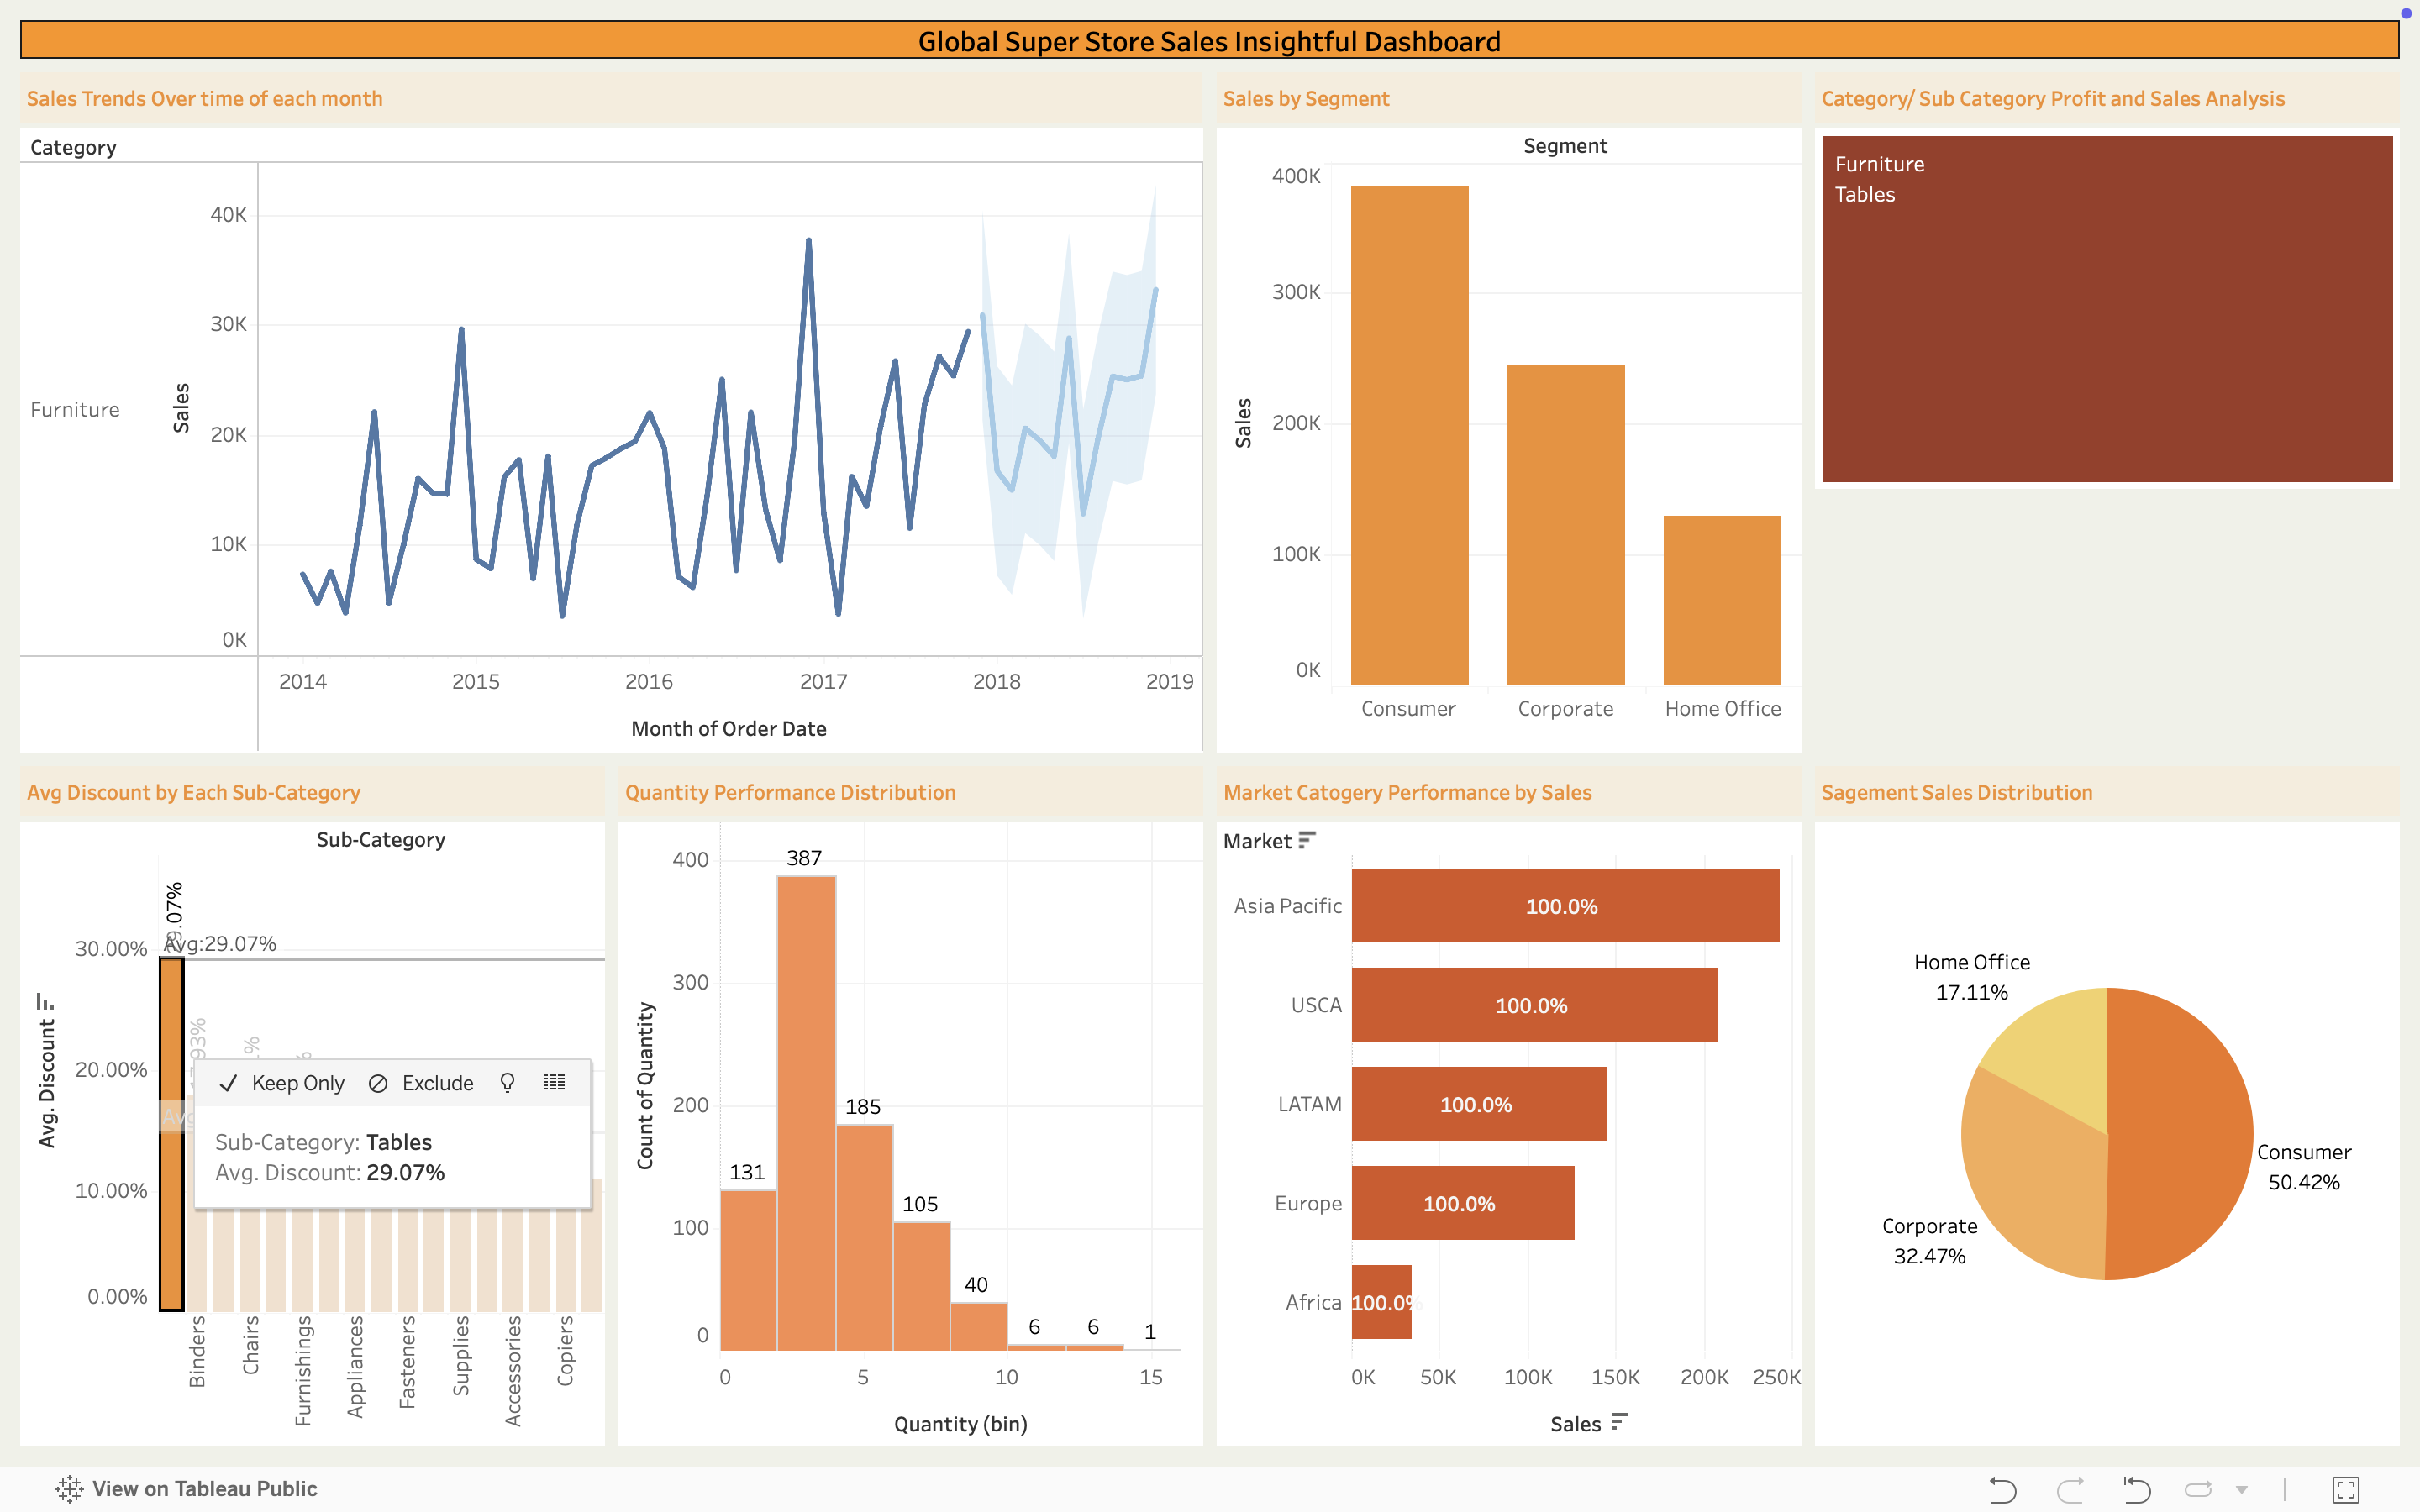 Global Super Store Sales Insightful Dashboard
Sales Trends Over time of each month
Category
Furniture
Sales
40K
30K
20K
10K
0K
2014 2015 2016 2017 2018 2019
Month of Order Date
Sales by Segment
Segment
Sales
400K
300K
200K
100K
0K
Consumer Corporate Home Office
Category/ Sub Category Profit and Sales Analysis
Furniture
Tables
Avg Discount by Each Sub-Category
Sub-Category
Avg. Discount
30.00%
20.00%
10.00%
0.00%
29.07%
Avg:29.07%
Keep Only Exclude
Sub-Category: Tables
Avg. Discount: 29.07%
Binders
Chairs
Furnishings
Appliances
Fasteners
Supplies
Accessories
Copiers
Quantity Performance Distribution
Count of Quantity
400
300
200
100
0
131
387
185
105
40
6
6
1
0 5 10 15
Quantity (bin)
Market Catogery Performance by Sales
Market
Asia Pacific 100.0%
USCA 100.0%
LATAM 100.0%
Europe 100.0%
Africa 100.0%
0K 50K 100K 150K 200K 250K
Sales
Sagement Sales Distribution
Home Office
17.11%
Consumer
50.42%
Corporate
32.47%
View on Tableau Public